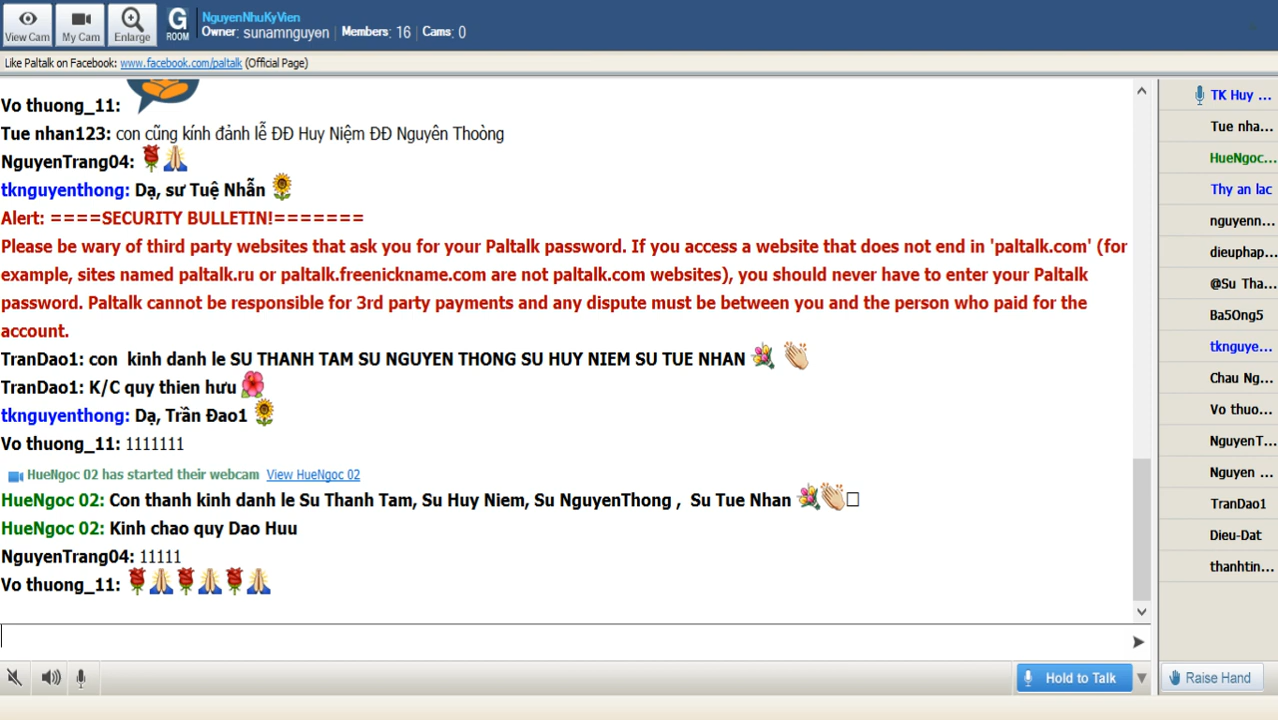 View Cam
My Cam
Enlarge
G
ROOM
NguyenNhuKyVien
Owner: sunamnguyen Members: 16 Cams: 0
Like Paltalk on Facebook: www.facebook.com/paltalk (Official Page)
Vo thuong_11:
Tue nhan123: con cũng kính đảnh lễ ĐĐ Huy Niệm ĐĐ Nguyên Thoòng
NguyenTrang04: 🌹🙏
tknguyenthong: Dạ, sư Tuệ Nhẫn 🌻
Alert: ====SECURITY BULLETIN!=======
Please be wary of third party websites that ask you for your Paltalk password. If you access a website that does not end in 'paltalk.com' (for
example, sites named paltalk.ru or paltalk.freenickname.com are not paltalk.com websites), you should never have to enter your Paltalk
password. Paltalk cannot be responsible for 3rd party payments and any dispute must be between you and the person who paid for the
account.
TranDao1: con kinh danh le SU THANH TAM SU NGUYEN THONG SU HUY NIEM SU TUE NHAN 💐 👏
TranDao1: K/C quy thien hưu 🌺
tknguyenthong: Dạ, Trần Đao1 🌻
Vo thuong_11: 1111111
HueNgoc 02 has started their webcam View HueNgoc 02
HueNgoc 02: Con thanh kinh danh le Su Thanh Tam, Su Huy Niem, Su NguyenThong , Su Tue Nhan 💐👏□
HueNgoc 02: Kinh chao quy Dao Huu
NguyenTrang04: 11111
Vo thuong_11: 🌹🙏🌹🙏🌹🙏
Hold to Talk
TK Huy ...
Tue nha...
HueNgoc...
Thy an lac
nguyenn...
dieuphap...
@Su Tha...
Ba5Ong5
tknguye...
Chau Ng...
Vo thuo...
NguyenT...
Nguyen ...
TranDao1
Dieu-Dat
thanhtin...
Raise Hand